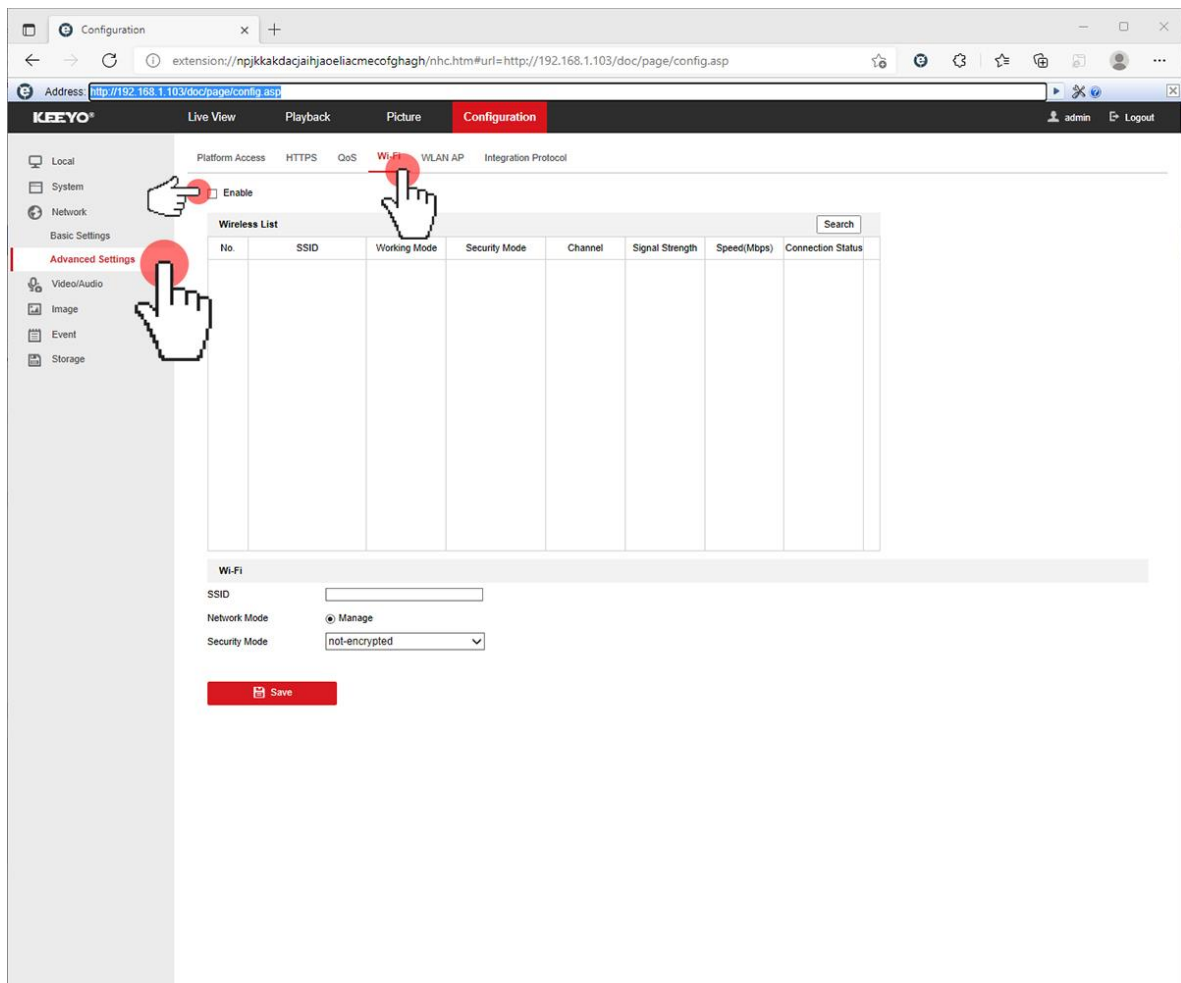 Configuration
extension://npjkkakdacjaihjaoeliacmecofghagh/nhc.htm#url=http://192.168.1.103/doc/page/config.asp
Address: http://192.168.1.103/doc/page/config.asp
KEEYO® Live View Playback Picture Configuration admin Logout
Local
System
Network
Basic Settings
Advanced Settings
Video/Audio
Image
Event
Storage
Platform Access HTTPS QoS Wi-Fi WLAN AP Integration Protocol
Enable
Wireless List Search
No. SSID Working Mode Security Mode Channel Signal Strength Speed(Mbps) Connection Status
Wi-Fi
SSID
Network Mode Manage
Security Mode not-encrypted
Save